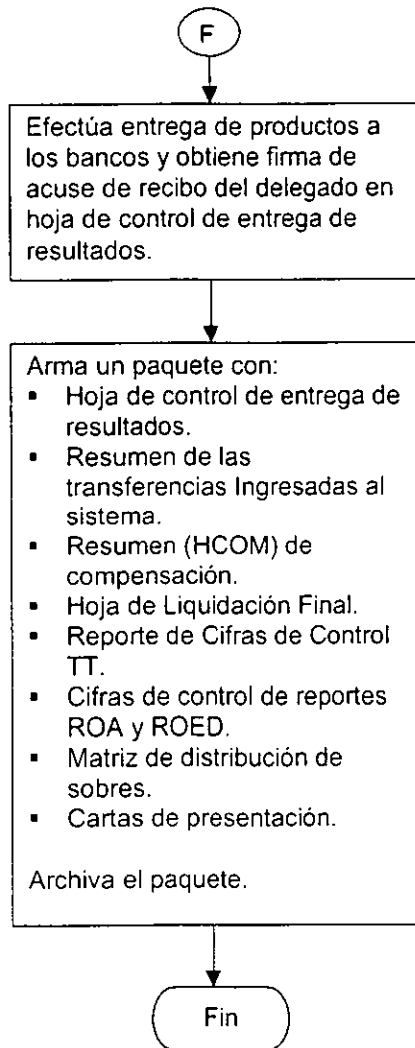 F
Efectúa entrega de productos a
los bancos y obtiene firma de
acuse de recibo del delegado en
hoja de control de entrega de
resultados.
Arma un paquete con:
▪ Hoja de control de entrega de
resultados.
▪ Resumen de las
transferencias Ingresadas al
sistema.
▪ Resumen (HCOM) de
compensación.
▪ Hoja de Liquidación Final.
▪ Reporte de Cifras de Control
TT.
▪ Cifras de control de reportes
ROA y ROED.
▪ Matriz de distribución de
sobres.
▪ Cartas de presentación.
Archiva el paquete.
Fin